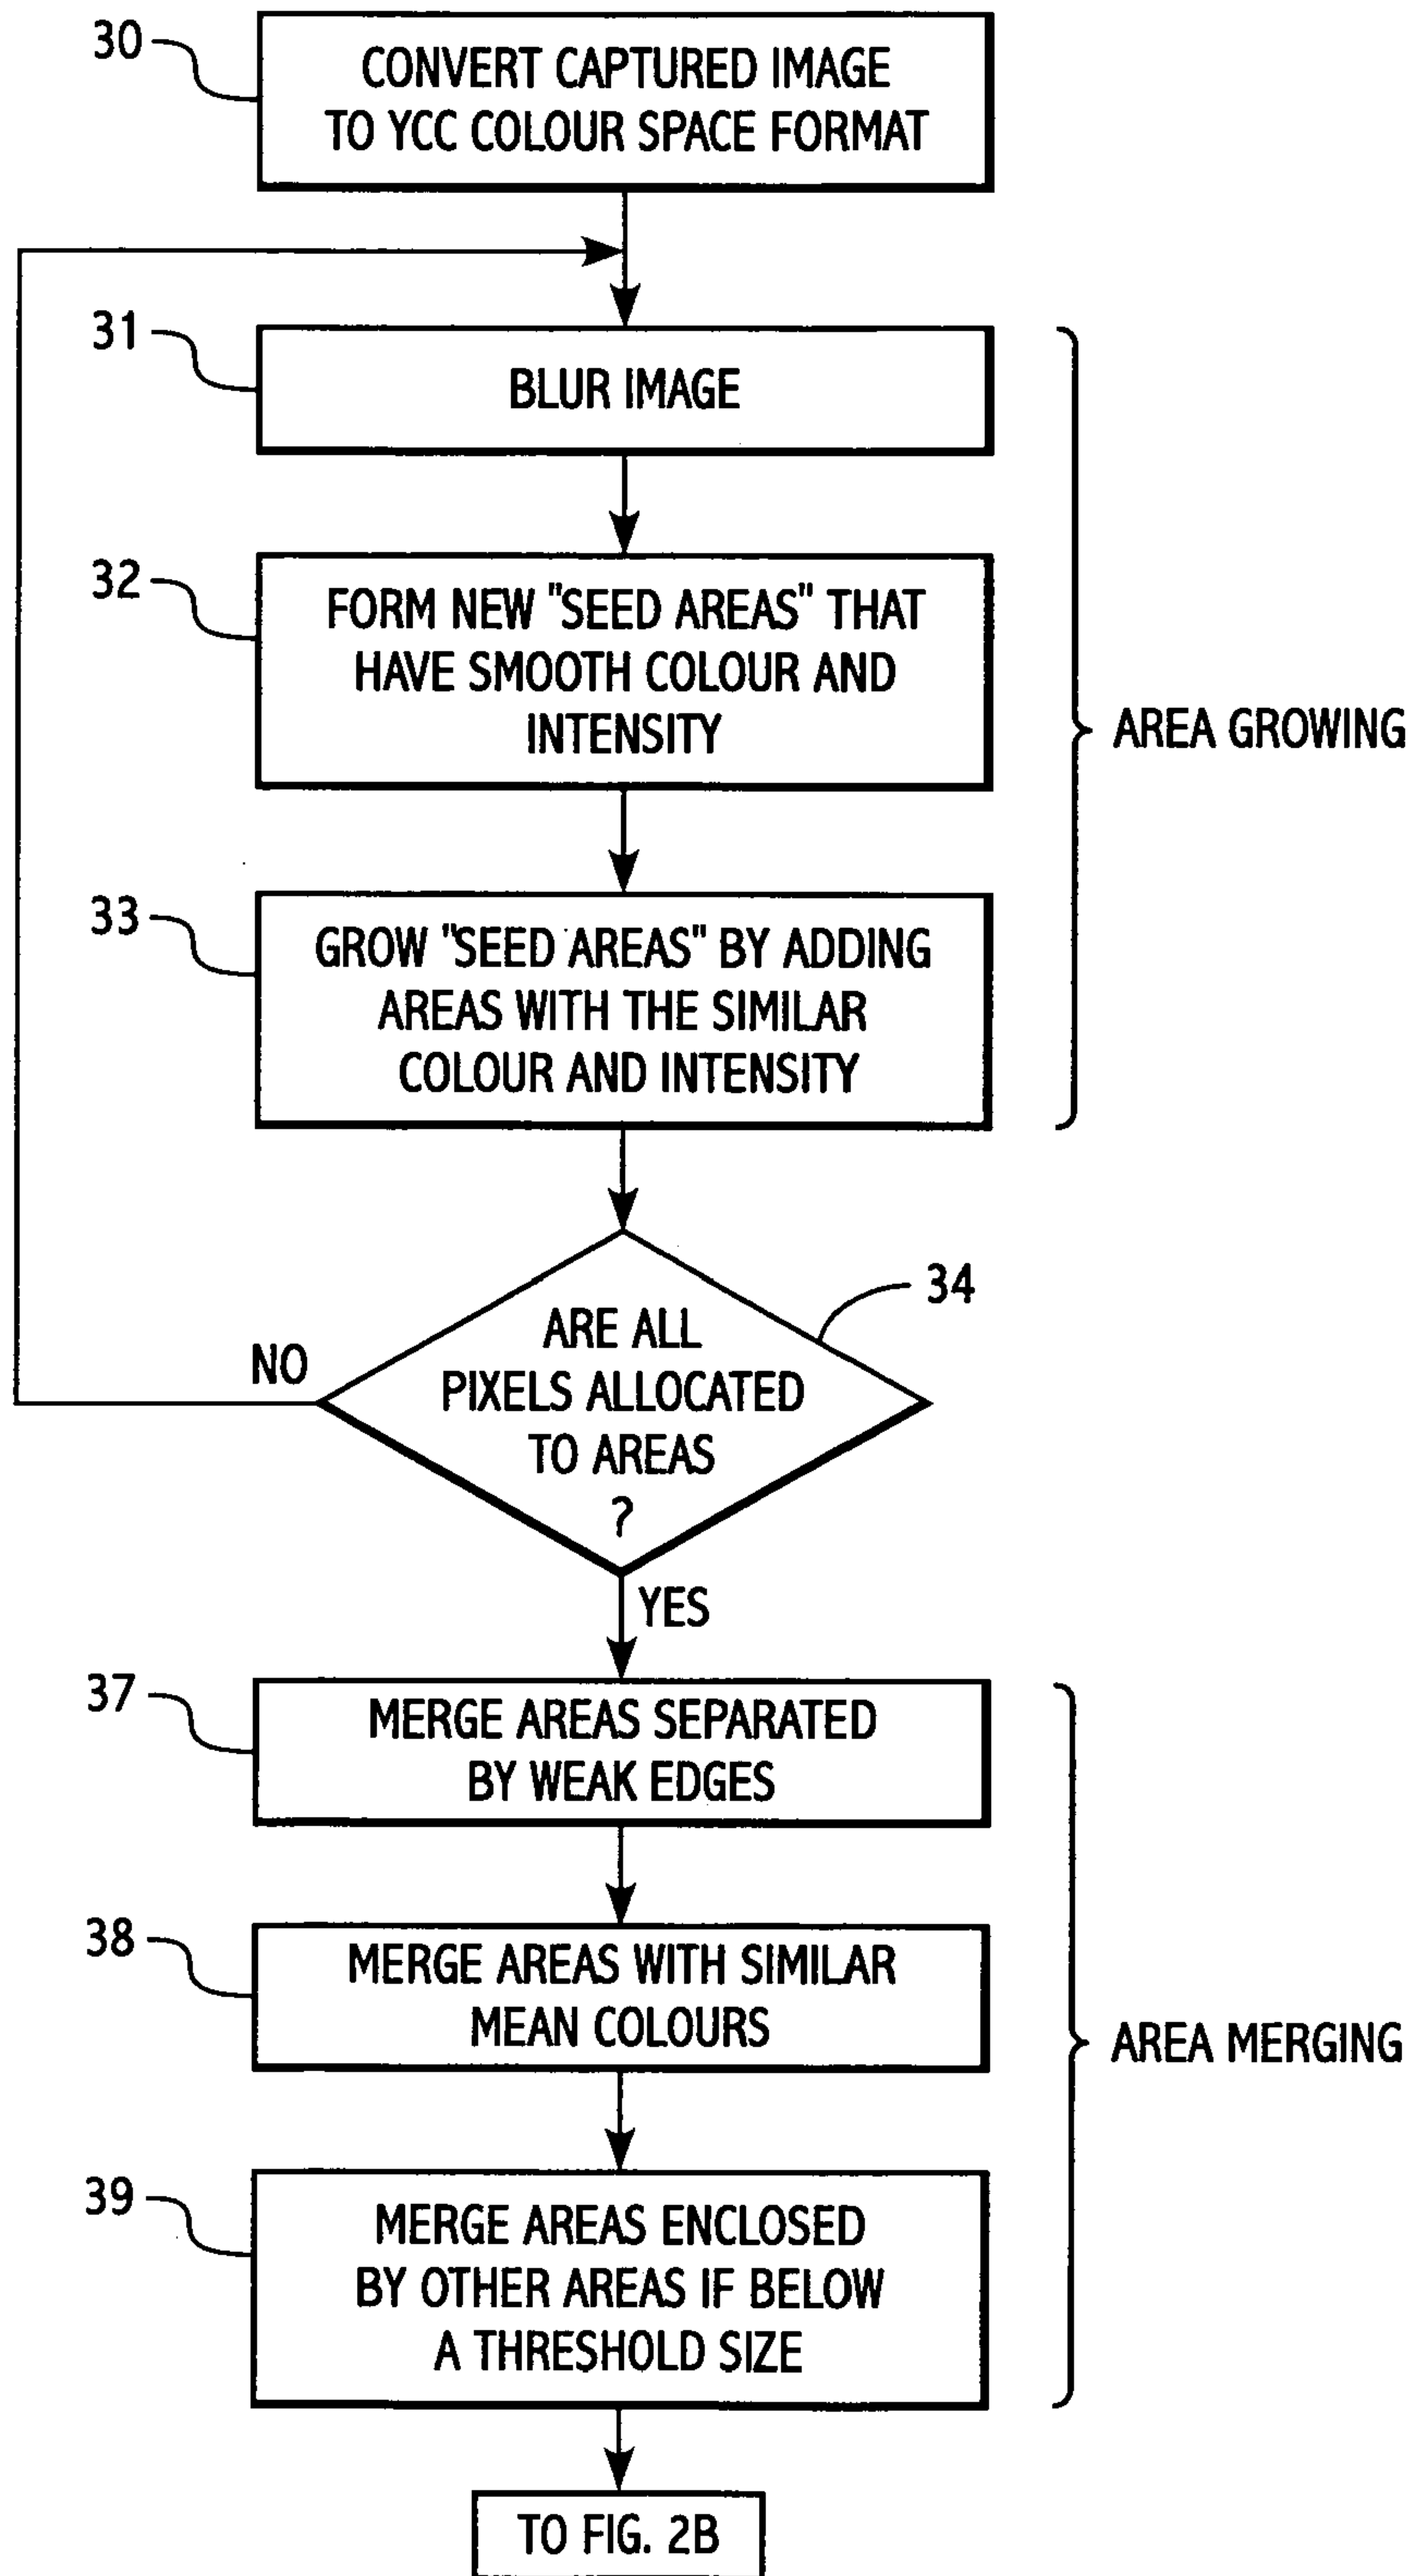 30
CONVERT CAPTURED IMAGE
TO YCC COLOUR SPACE FORMAT
31
BLUR IMAGE
32
FORM NEW "SEED AREAS" THAT
HAVE SMOOTH COLOUR AND
INTENSITY
AREA GROWING
33
GROW "SEED AREAS" BY ADDING
AREAS WITH THE SIMILAR
COLOUR AND INTENSITY
34
ARE ALL
PIXELS ALLOCATED
TO AREAS
?
NO
YES
37
MERGE AREAS SEPARATED
BY WEAK EDGES
38
MERGE AREAS WITH SIMILAR
MEAN COLOURS
AREA MERGING
39
MERGE AREAS ENCLOSED
BY OTHER AREAS IF BELOW
A THRESHOLD SIZE
TO FIG. 2B